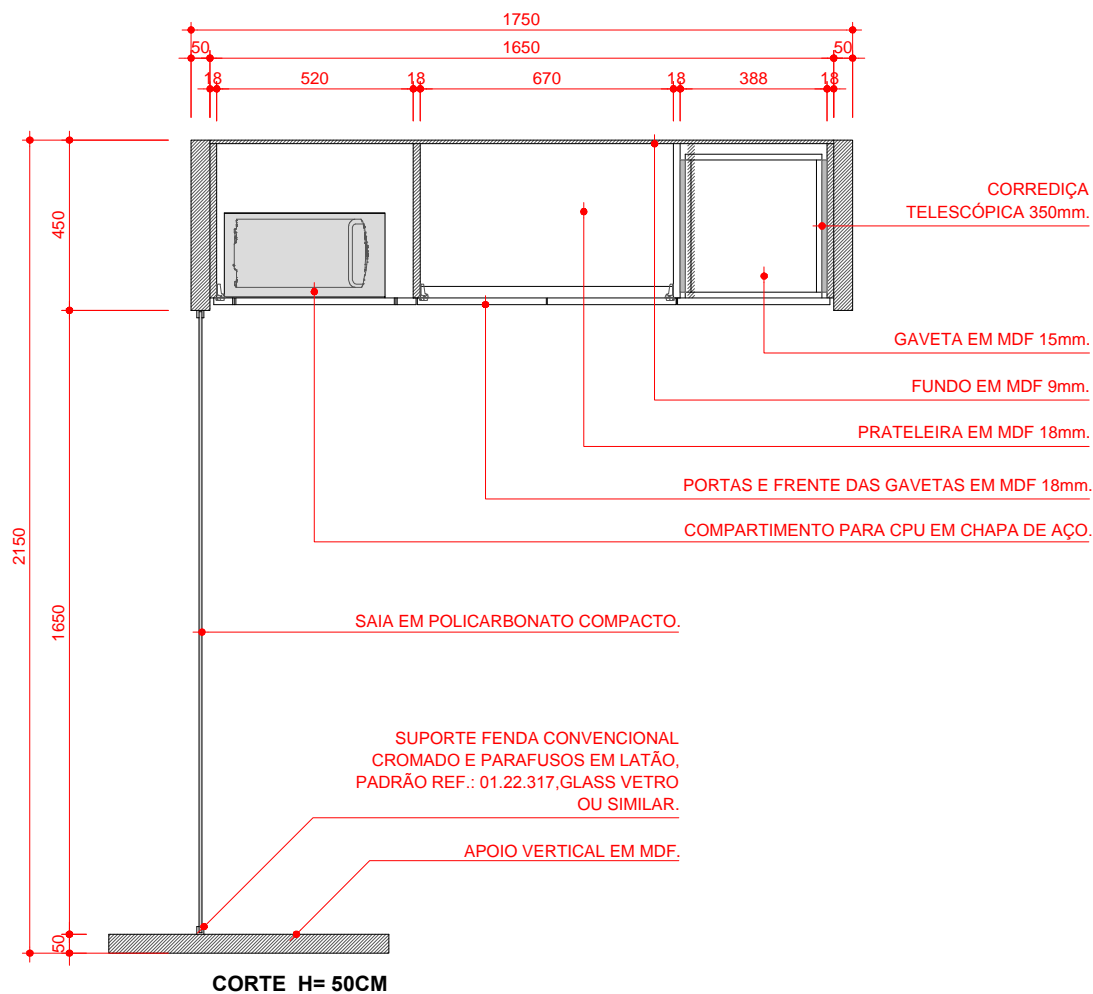 1750
50
1650
50
18
520
18
670
18
388
18
450
CORREDIÇA
TELESCÓPICA 350mm.
GAVETA EM MDF 15mm.
FUNDO EM MDF 9mm.
PRATELEIRA EM MDF 18mm.
PORTAS E FRENTE DAS GAVETAS EM MDF 18mm.
COMPARTIMENTO PARA CPU EM CHAPA DE AÇO.
2150
1650
SAIA EM POLICARBONATO COMPACTO.
SUPORTE FENDA CONVENCIONAL
CROMADO E PARAFUSOS EM LATÃO,
PADRÃO REF.: 01.22.317,GLASS VETRO
OU SIMILAR.
APOIO VERTICAL EM MDF.
50
CORTE H= 50CM